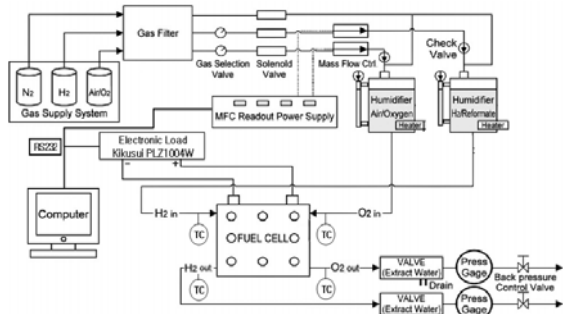 Gas Filter
N2
H2
Air/O2
Gas Supply System
Gas Selection
Valve
Solenoid
Valve
Mass Flow Ctrl.
Check
Valve
Humidifier
Air/Oxygen
Heater
Humidifier
H2/Reformate
Heater
MFC Readout Power Supply
RS232
Electronic Load
Kikusui PLZ1004W
- +
Computer
H2 in
O2 in
TC
TC
FUEL CELL
H2 out
O2 out
TC
TC
VALVE
(Extract Water)
Drain
Press
Gage
Back pressure
Control Valve
VALVE
(Extract Water)
Press
Gage